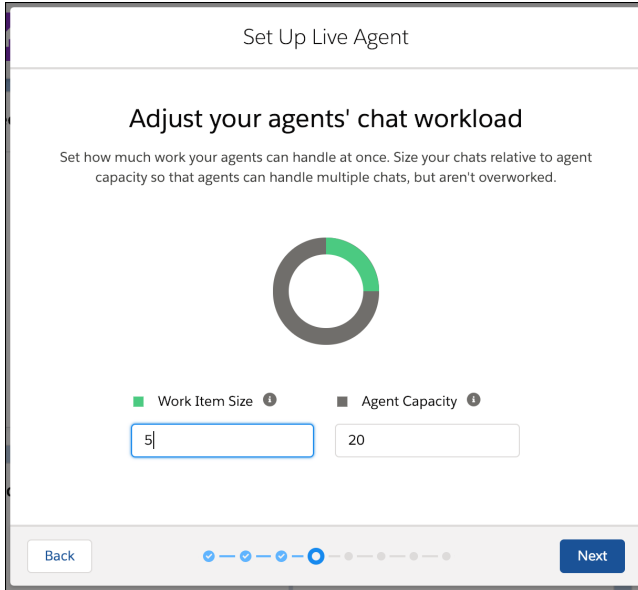 Set Up Live Agent
Adjust your agents' chat workload
Set how much work your agents can handle at once. Size your chats relative to agent
capacity so that agents can handle multiple chats, but aren't overworked.
Work Item Size
Agent Capacity
5
20
Back
Next